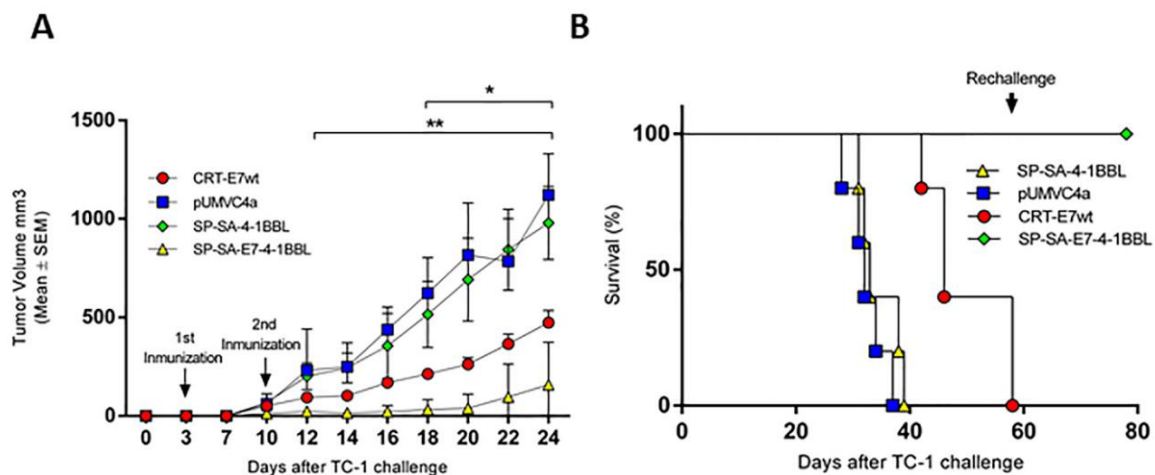 A
Tumor Volume mm3
(Mean ± SEM)
1500
1000
500
0
CRT-E7wt
pUMVC4a
SP-SA-4-1BBL
SP-SA-E7-4-1BBL
*
**
1st
Inmunization
2nd
Inmunization
0 3 7 10 12 14 16 18 20 22 24
Days after TC-1 challenge
B
Survival (%)
100
50
0
Rechallenge
SP-SA-4-1BBL
pUMVC4a
CRT-E7wt
SP-SA-E7-4-1BBL
0 20 40 60 80
Days after TC-1 challenge